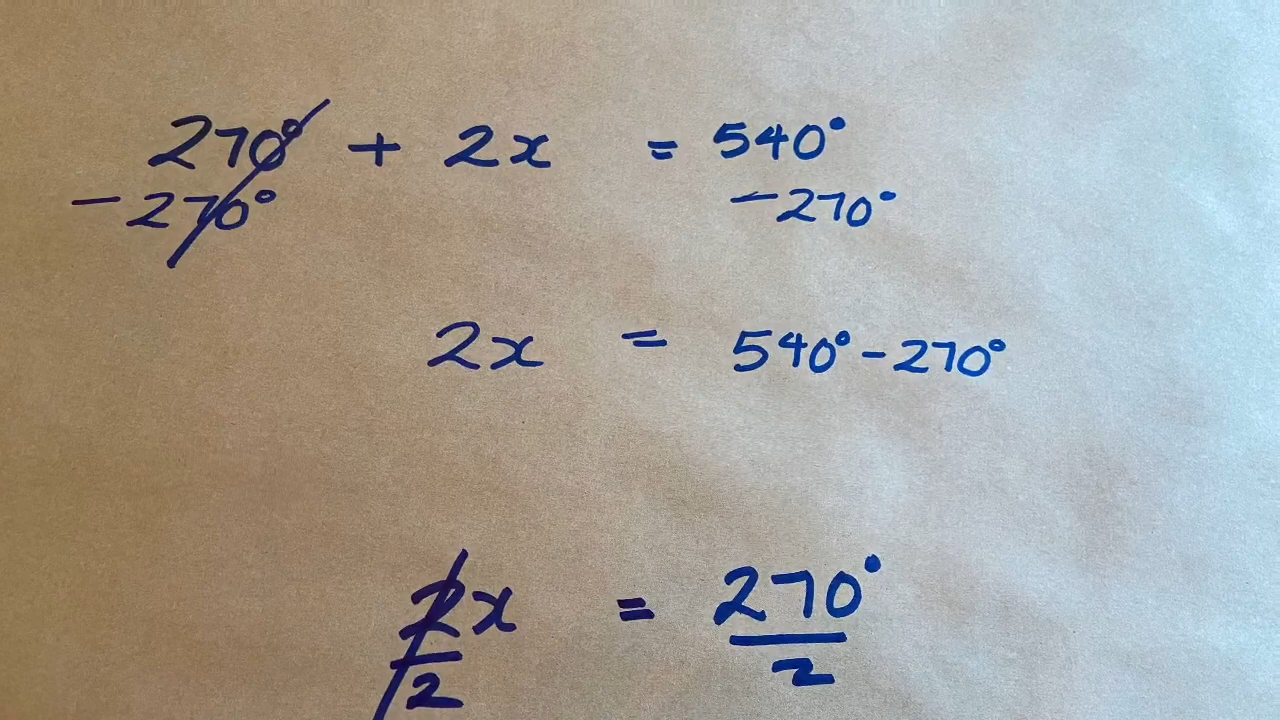 270° + 2x = 540°
-270° -270°
2x = 540° - 270°
2x = 270°
2 2